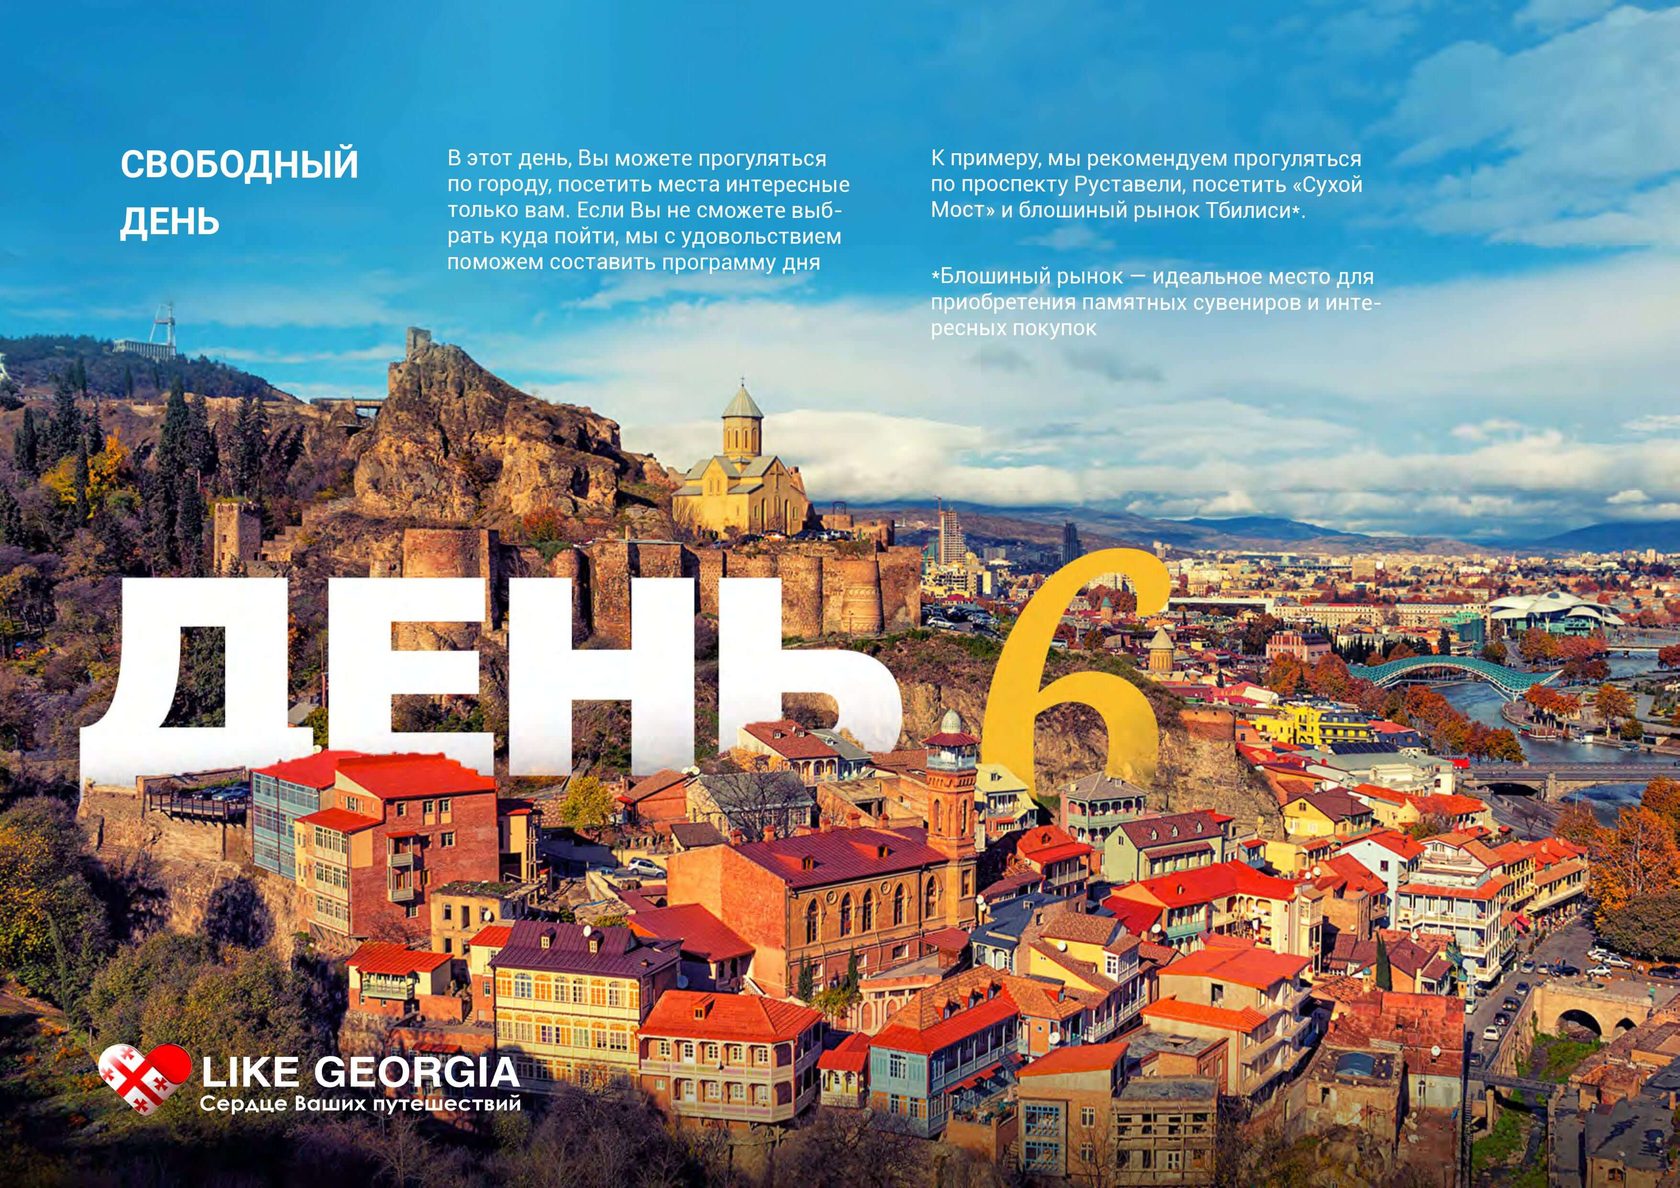 СВОБОДНЫЙ
ДЕНЬ
В этот день, Вы можете прогуляться
по городу, посетить места интересные
только вам. Если Вы не сможете выб-
рать куда пойти, мы с удовольствием
поможем составить программу дня
К примеру, мы рекомендуем прогуляться
по проспекту Руставели, посетить «Сухой
Мост» и блошиный рынок Тбилиси*.
*Блошиный рынок — идеальное место для
приобретения памятных сувениров и инте-
ресных покупок
ДЕНЬ 6
LIKE GEORGIA
Сердце Ваших путешествий